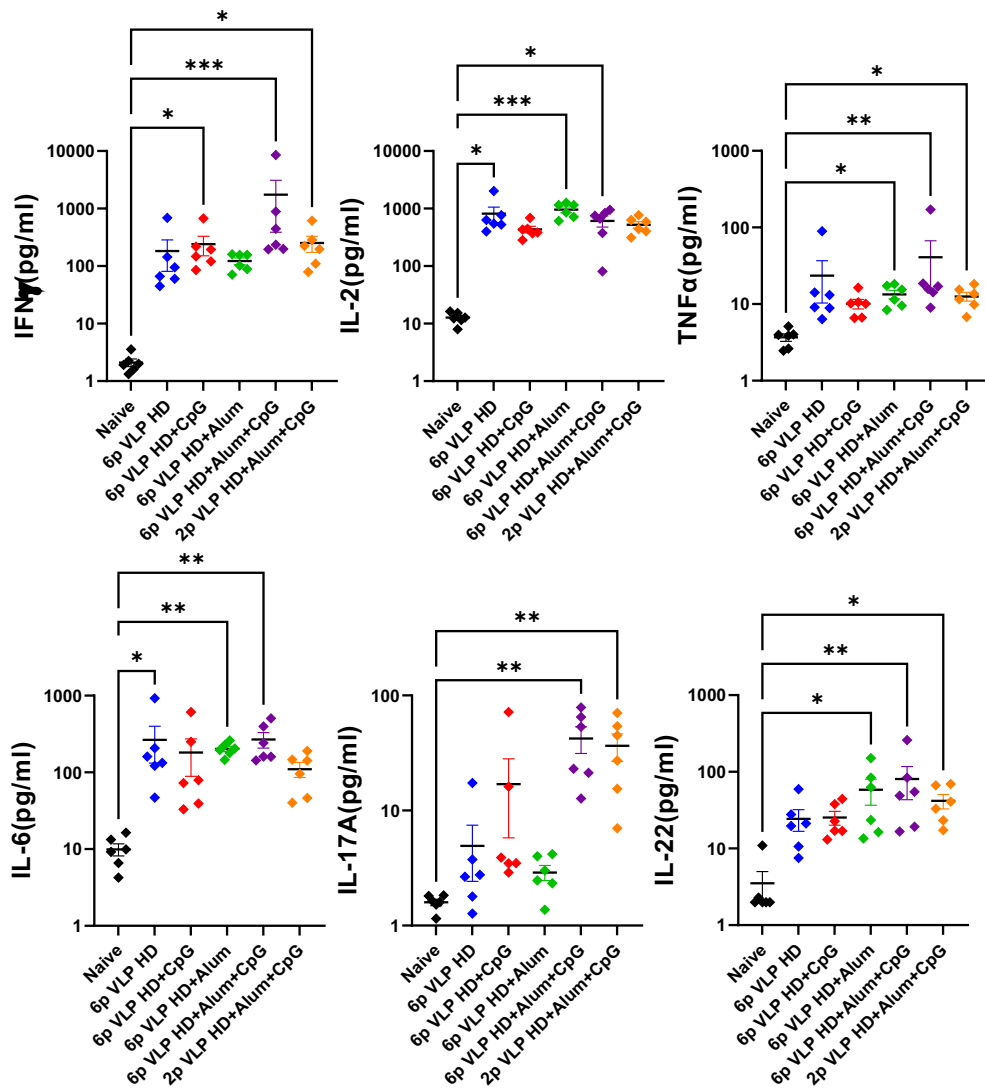 *
***
*
10000
1000
100
10
1
IFNγ(pg/ml)
Naive
6p VLP HD
6p VLP HD+CpG
6p VLP HD+Alum
6p VLP HD+Alum+CpG
2p VLP HD+Alum+CpG
*
***
*
10000
1000
100
10
1
IL-2(pg/ml)
Naive
6p VLP HD
6p VLP HD+CpG
6p VLP HD+Alum
6p VLP HD+Alum+CpG
2p VLP HD+Alum+CpG
*
**
*
1000
100
10
1
TNFα(pg/ml)
Naive
6p VLP HD
6p VLP HD+CpG
6p VLP HD+Alum
6p VLP HD+Alum+CpG
2p VLP HD+Alum+CpG
**
**
*
1000
100
10
1
IL-6(pg/ml)
Naive
6p VLP HD
6p VLP HD+CpG
6p VLP HD+Alum
6p VLP HD+Alum+CpG
2p VLP HD+Alum+CpG
**
**
100
10
1
IL-17A(pg/ml)
Naive
6p VLP HD
6p VLP HD+CpG
6p VLP HD+Alum
6p VLP HD+Alum+CpG
2p VLP HD+Alum+CpG
*
**
*
1000
100
10
1
IL-22(pg/ml)
Naive
6p VLP HD
6p VLP HD+CpG
6p VLP HD+Alum
6p VLP HD+Alum+CpG
2p VLP HD+Alum+CpG